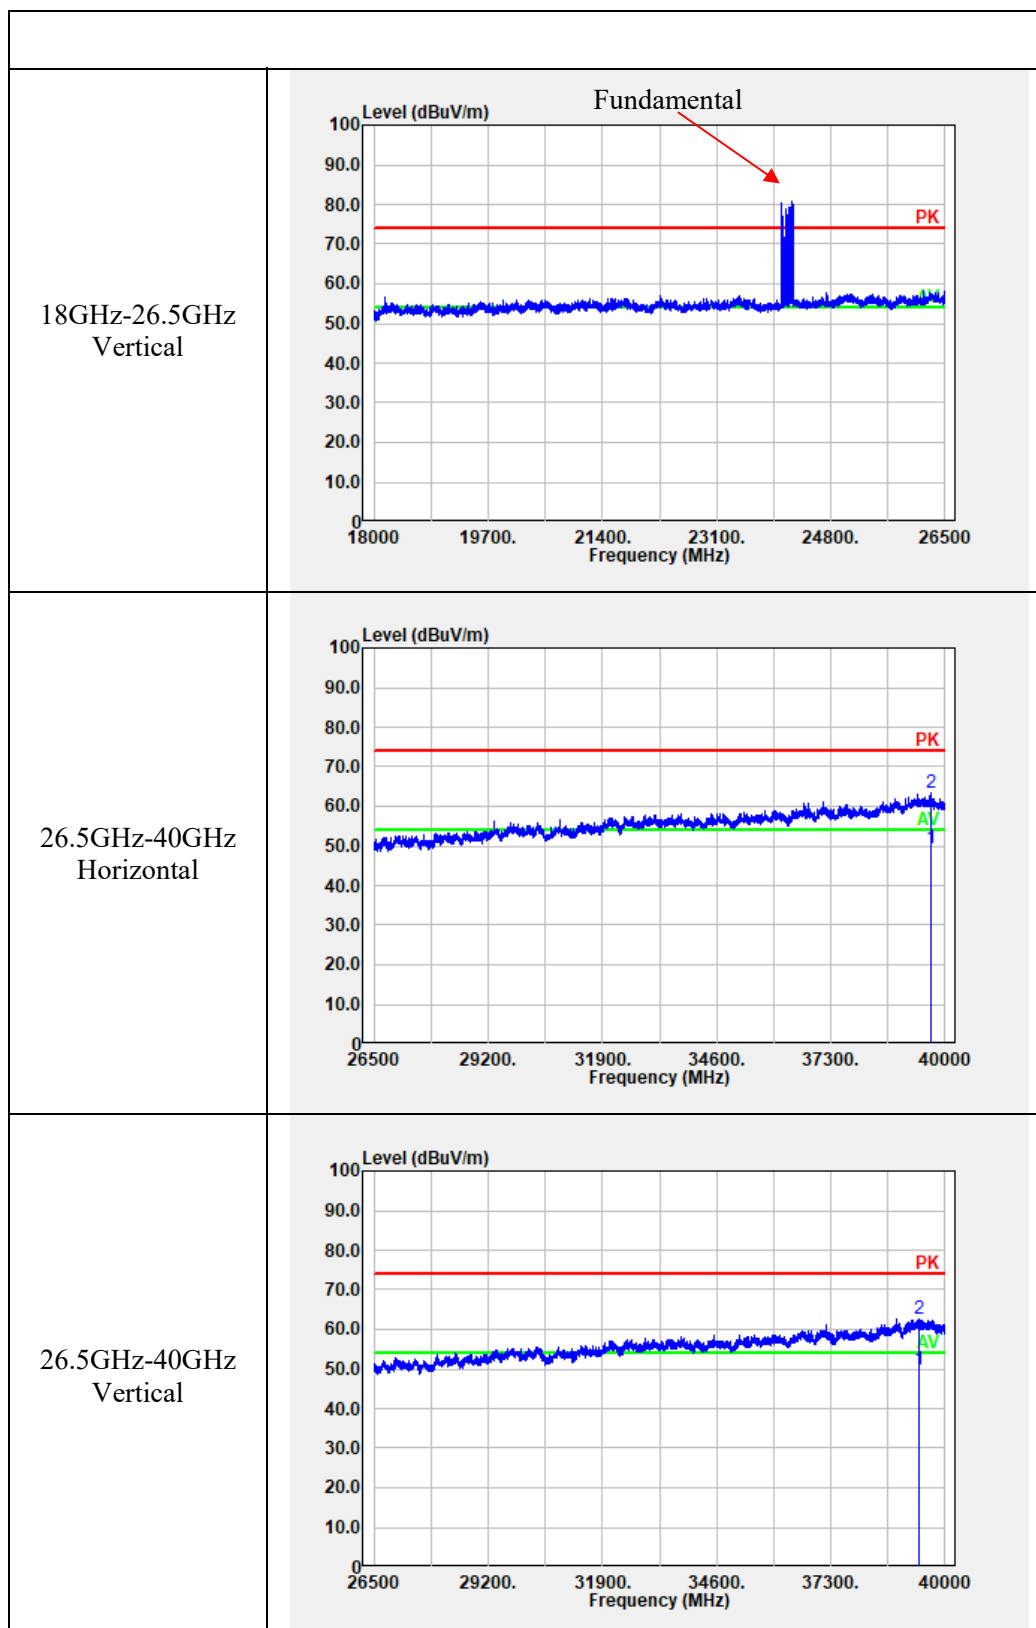 18GHz-26.5GHz
Vertical
Fundamental
Level (dBuV/m)
100
90.0
80.0
70.0
60.0
50.0
40.0
30.0
20.0
10.0
0
PK
AV
18000 19700. 21400. 23100. 24800. 26500
Frequency (MHz)
26.5GHz-40GHz
Horizontal
Level (dBuV/m)
100
90.0
80.0
70.0
60.0
50.0
40.0
30.0
20.0
10.0
0
PK
2
AV
1
26500 29200. 31900. 34600. 37300. 40000
Frequency (MHz)
26.5GHz-40GHz
Vertical
Level (dBuV/m)
100
90.0
80.0
70.0
60.0
50.0
40.0
30.0
20.0
10.0
0
PK
2
AV
1
26500 29200. 31900. 34600. 37300. 40000
Frequency (MHz)